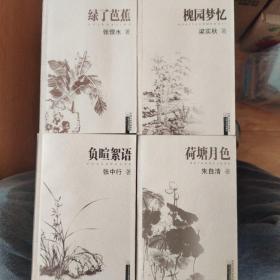 绿了芭蕉
张恨水 著
槐园梦忆
梁实秋 著
负暄絮语
张中行 著
荷塘月色
朱自清 著